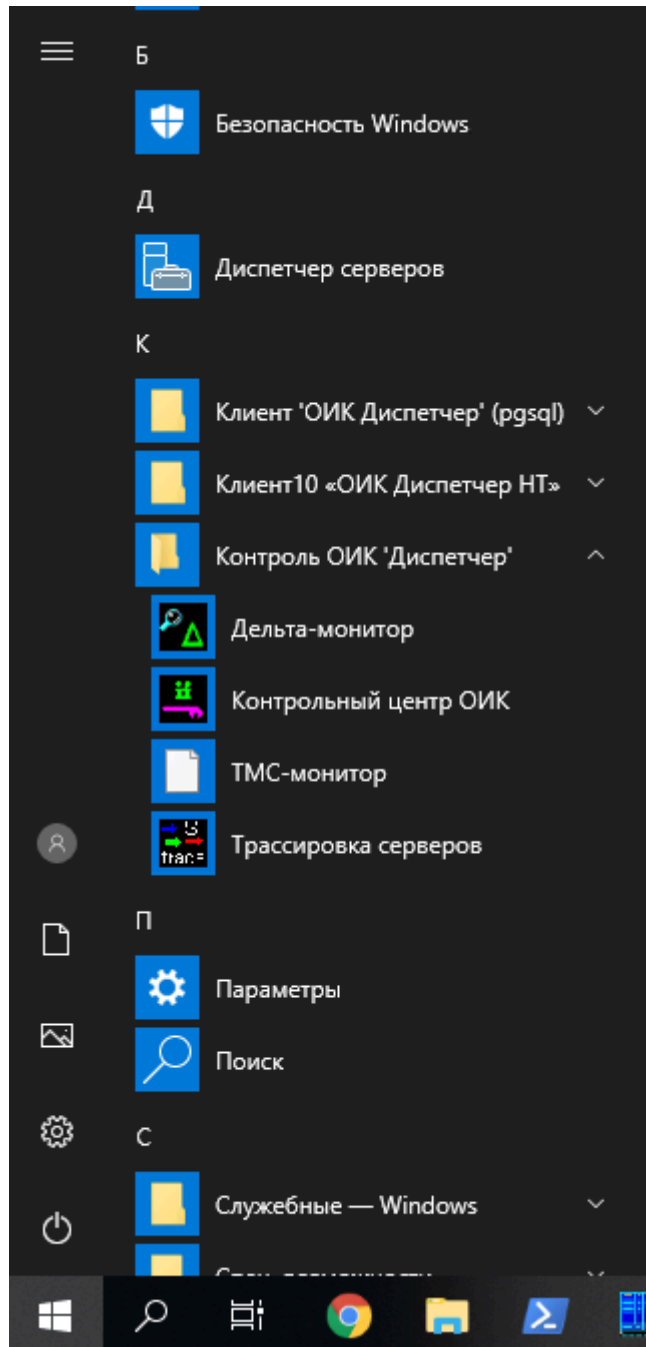 Б
Безопасность Windows
Д
Диспетчер серверов
К
Клиент 'ОИК Диспетчер' (pgsql)
Клиент10 «ОИК Диспетчер НТ»
Контроль ОИК 'Диспетчер'
Дельта-монитор
Контрольный центр ОИК
ТМС-монитор
Трассировка серверов
П
Параметры
Поиск
С
Служебные — Windows